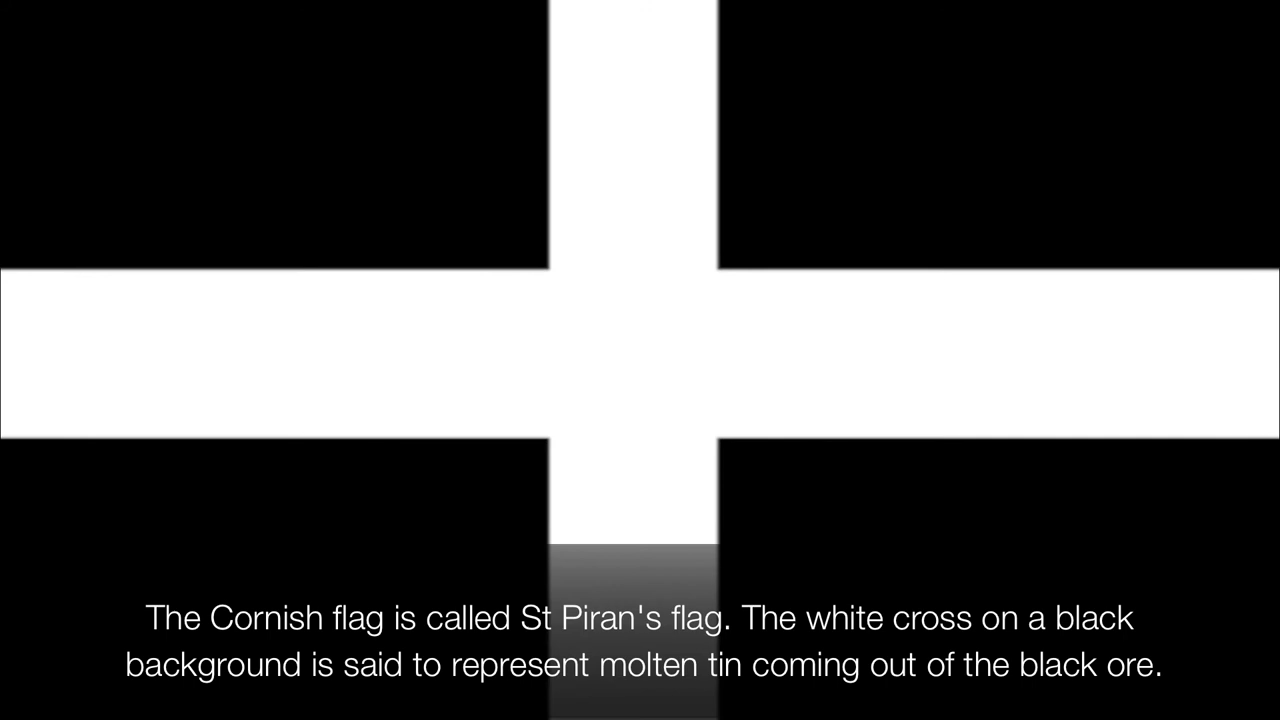 The Cornish flag is called St Piran's flag. The white cross on a black
background is said to represent molten tin coming out of the black ore.